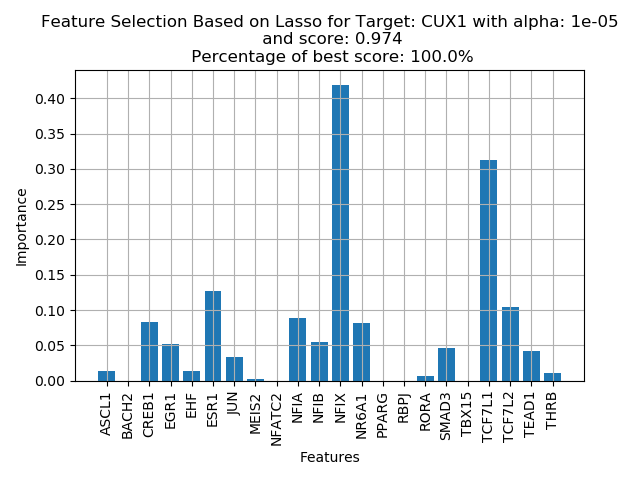 Feature Selection Based on Lasso for Target: CUX1 with alpha: 1e-05
and score: 0.974
Percentage of best score: 100.0%
0.40
0.35
0.30
0.25
0.20
0.15
0.10
0.05
0.00
Importance
ASCL1
BACH2
CREB1
EGR1
EHF
ESR1
JUN
MEIS2
NFATC2
NFIA
NFIB
NFIX
NR6A1
PPARG
RBPJ
RORA
SMAD3
TBX15
TCF7L1
TCF7L2
TEAD1
THRB
Features